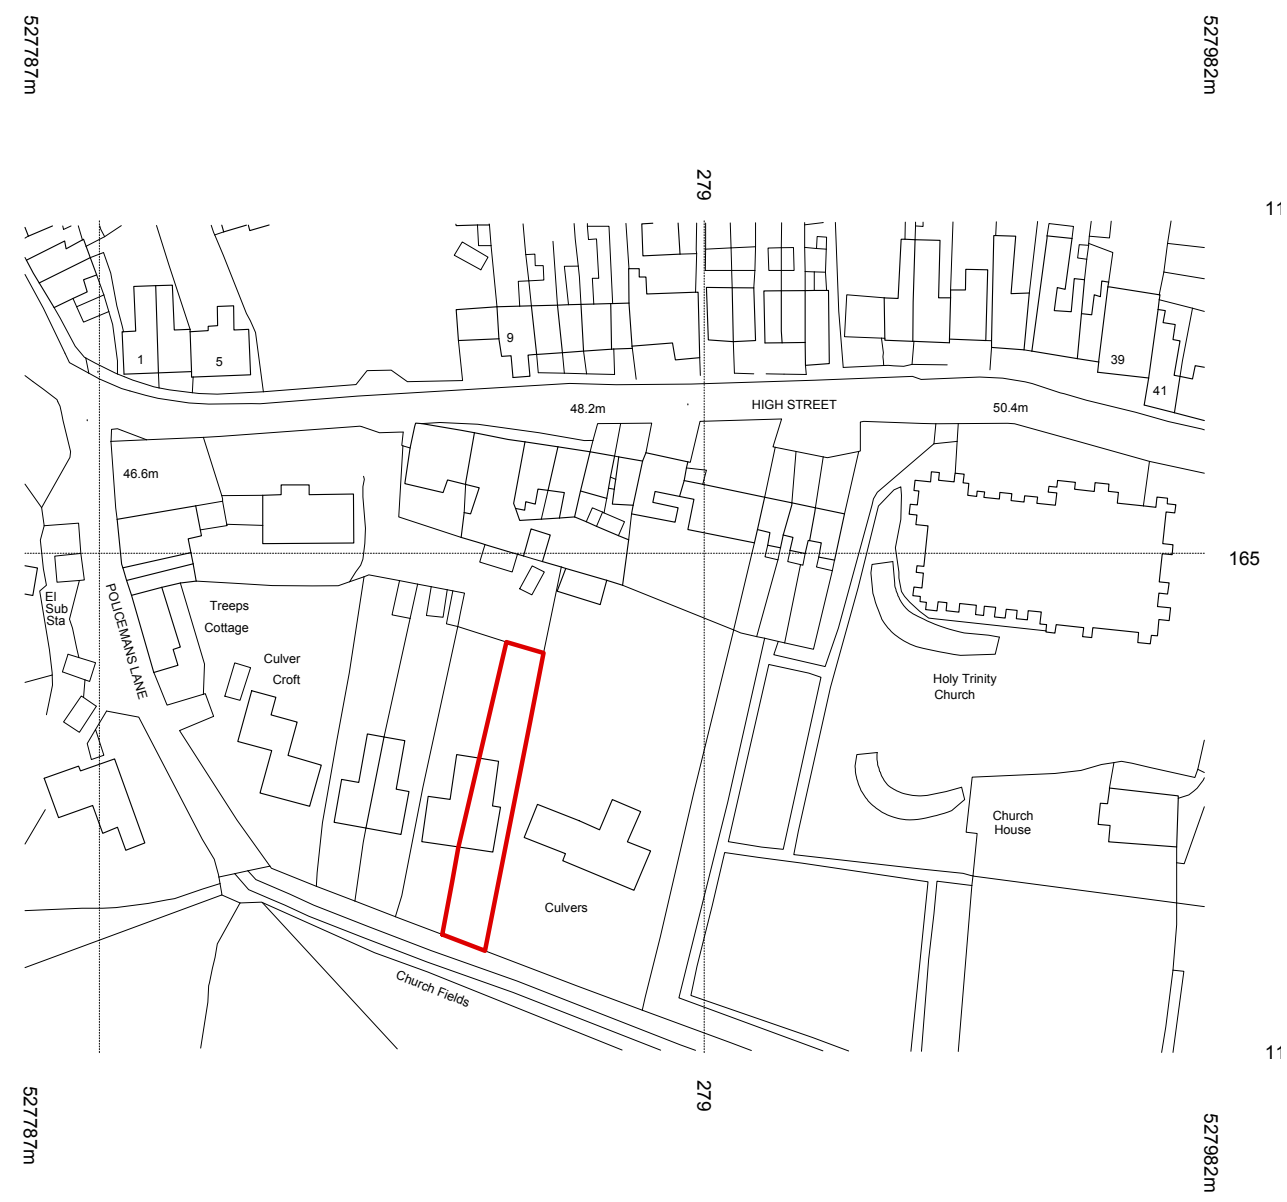 527787m
527982m
279
11
1
5
9
39
41
48.2m
HIGH STREET
50.4m
46.6m
165
El
Sub
Sta
POLICEMANS LANE
Treeps
Cottage
Culver
Croft
Holy Trinity
Church
Church
House
Culvers
Church Fields
11
279
527787m
527982m